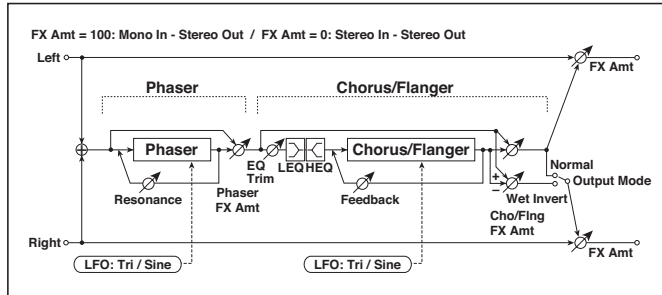 FX Amt = 100: Mono In - Stereo Out / FX Amt = 0: Stereo In - Stereo Out
Left
FX Amt
Phaser
Chorus/Flanger
Phaser
EQ
Trim
LEQ
HEQ
Chorus/Flanger
Resonance
Phaser
FX Amt
Feedback
+
–
Normal
Output Mode
Wet Invert
Cho/Flng
FX Amt
Right
FX Amt
LFO: Tri / Sine
LFO: Tri / Sine